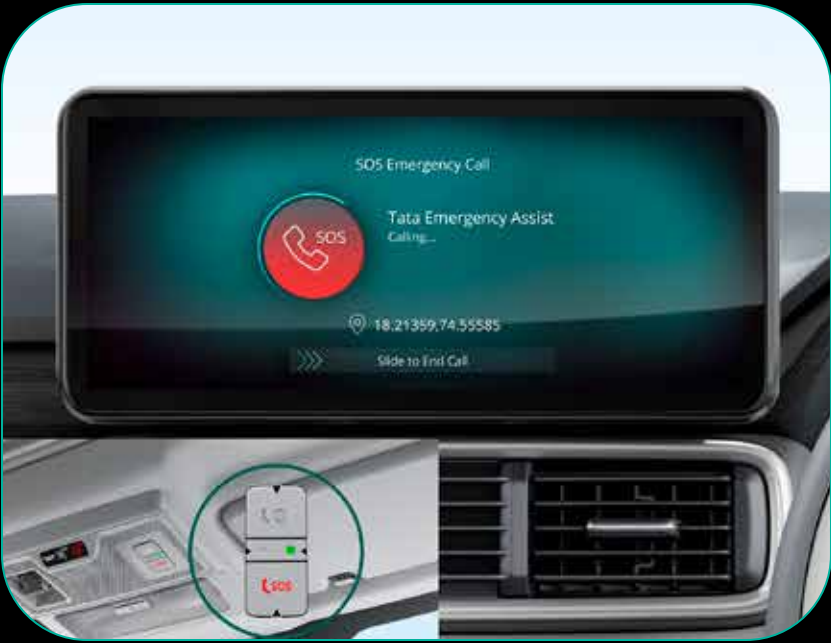 SOS Emergency Call
SOS
Tata Emergency Assist
Calling...
18.21359,74.55585
Slide to End Call
SOS